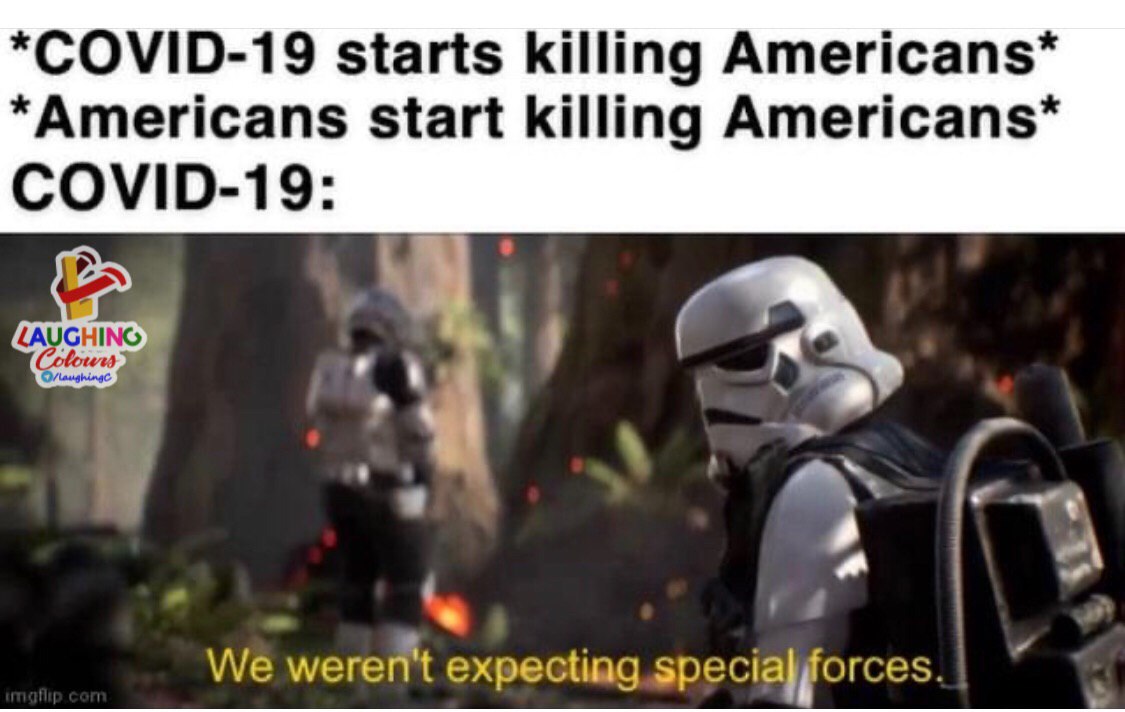 *COVID-19 starts killing Americans*
*Americans start killing Americans*
COVID-19:
LAUGHING
Colours
/laughingC
We weren't expecting special forces.
imgflip.com